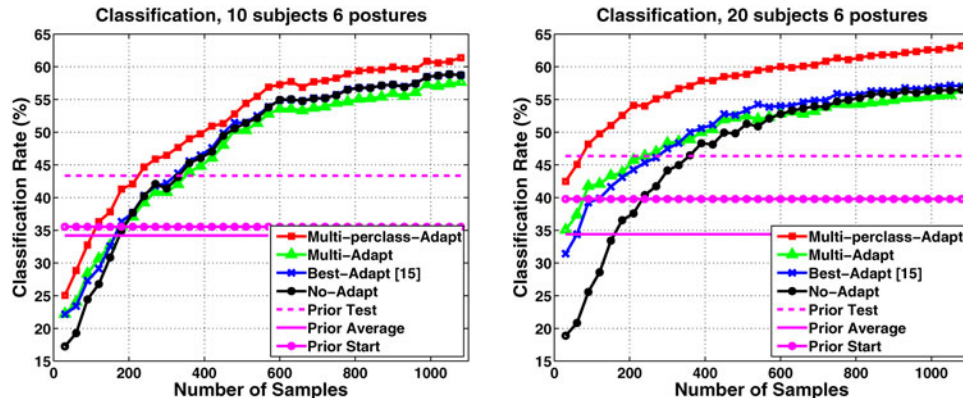 Classification, 10 subjects 6 postures
65
60
55
50
45
40
35
30
25
20
15
0
200
400
600
800
1000
Classification Rate (%)
Number of Samples
Multi-perclass-Adapt
Multi-Adapt
Best-Adapt [15]
No-Adapt
Prior Test
Prior Average
Prior Start
Classification, 20 subjects 6 postures
65
60
55
50
45
40
35
30
25
20
15
0
200
400
600
800
1000
Classification Rate (%)
Number of Samples
Multi-perclass-Adapt
Multi-Adapt
Best-Adapt [15]
No-Adapt
Prior Test
Prior Average
Prior Start